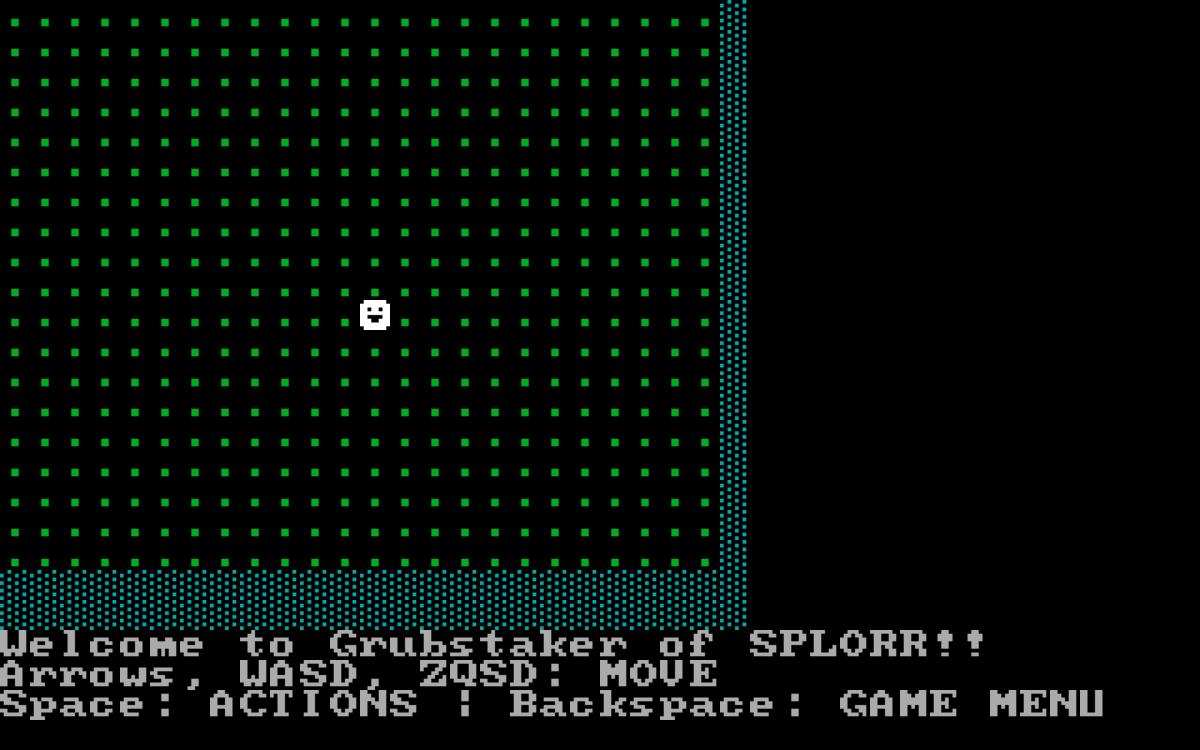 Welcome to Grubstaker of SPLORR!!
Arrows, WASD, ZQSD: MOVE
Space: ACTIONS | Backspace: GAME MENU